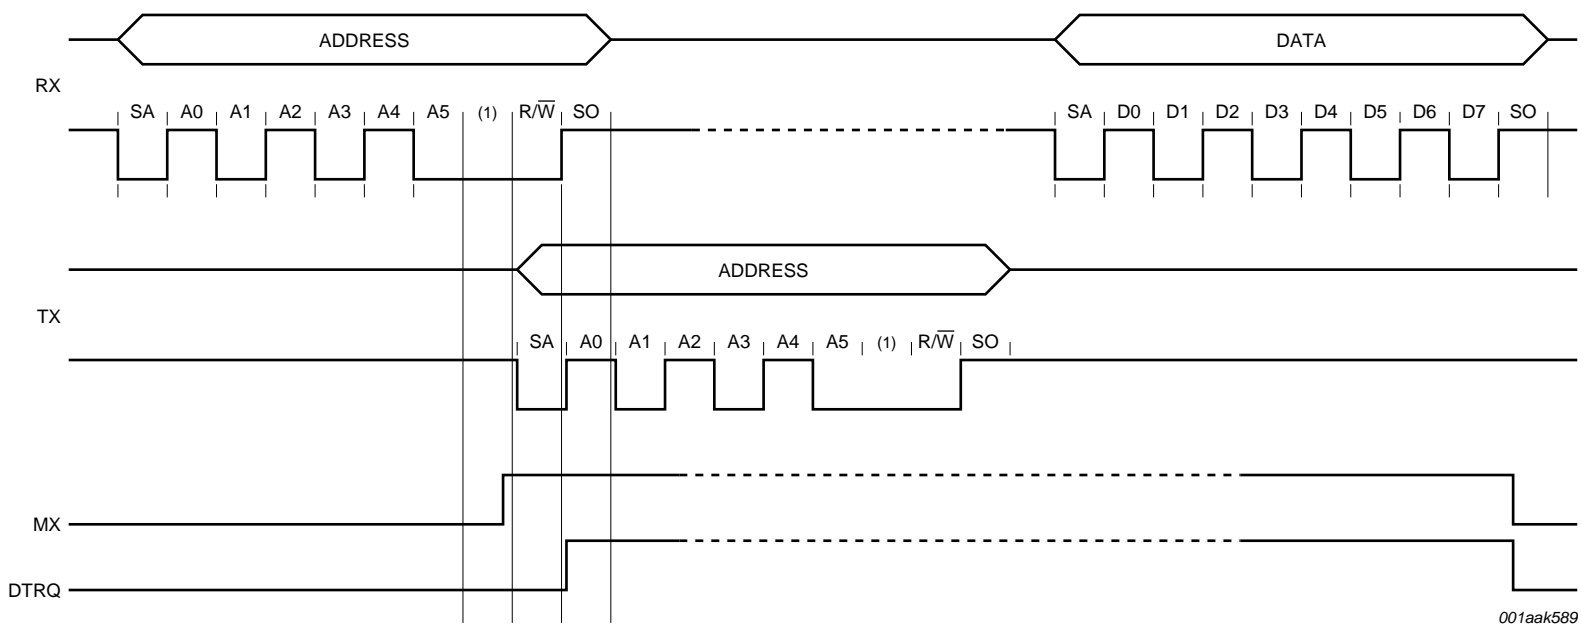 ADDRESS DATA
RX
SA A0 A1 A2 A3 A4 A5 (1) R/W̅ SO SA D0 D1 D2 D3 D4 D5 D6 D7 SO
ADDRESS
TX
SA A0 A1 A2 A3 A4 A5 (1) R/W̅ SO
MX
DTRQ
001aak589